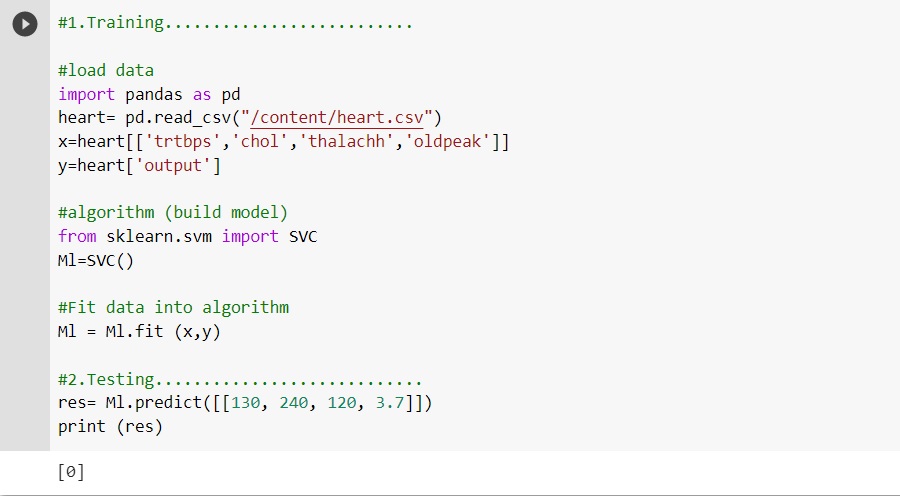 #1.Training..........................
#load data
import pandas as pd
heart= pd.read_csv("/content/heart.csv")
x=heart[['trtbps','chol','thalachh','oldpeak']]
y=heart['output']
#algorithm (build model)
from sklearn.svm import SVC
Ml=SVC()
#Fit data into algorithm
Ml = Ml.fit (x,y)
#2.Testing............................
res= Ml.predict([[130, 240, 120, 3.7]])
print (res)
[0]